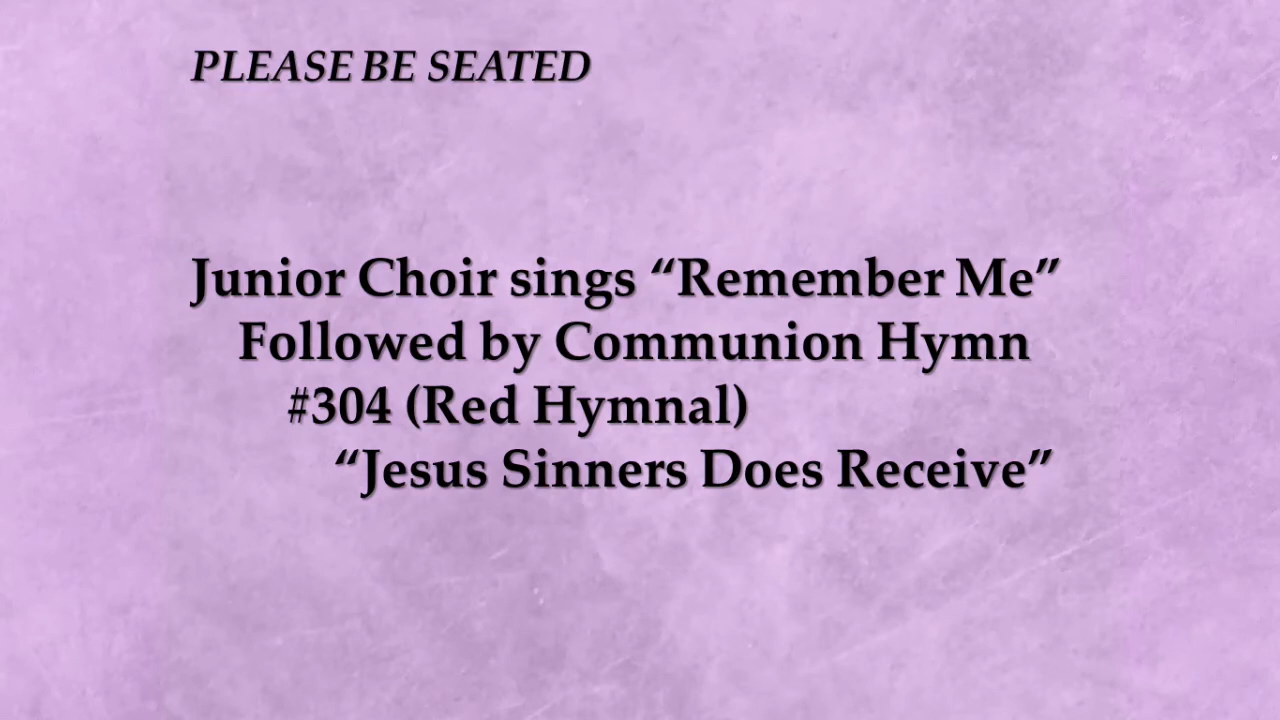 PLEASE BE SEATED
Junior Choir sings “Remember Me”
Followed by Communion Hymn
#304 (Red Hymnal)
“Jesus Sinners Does Receive”